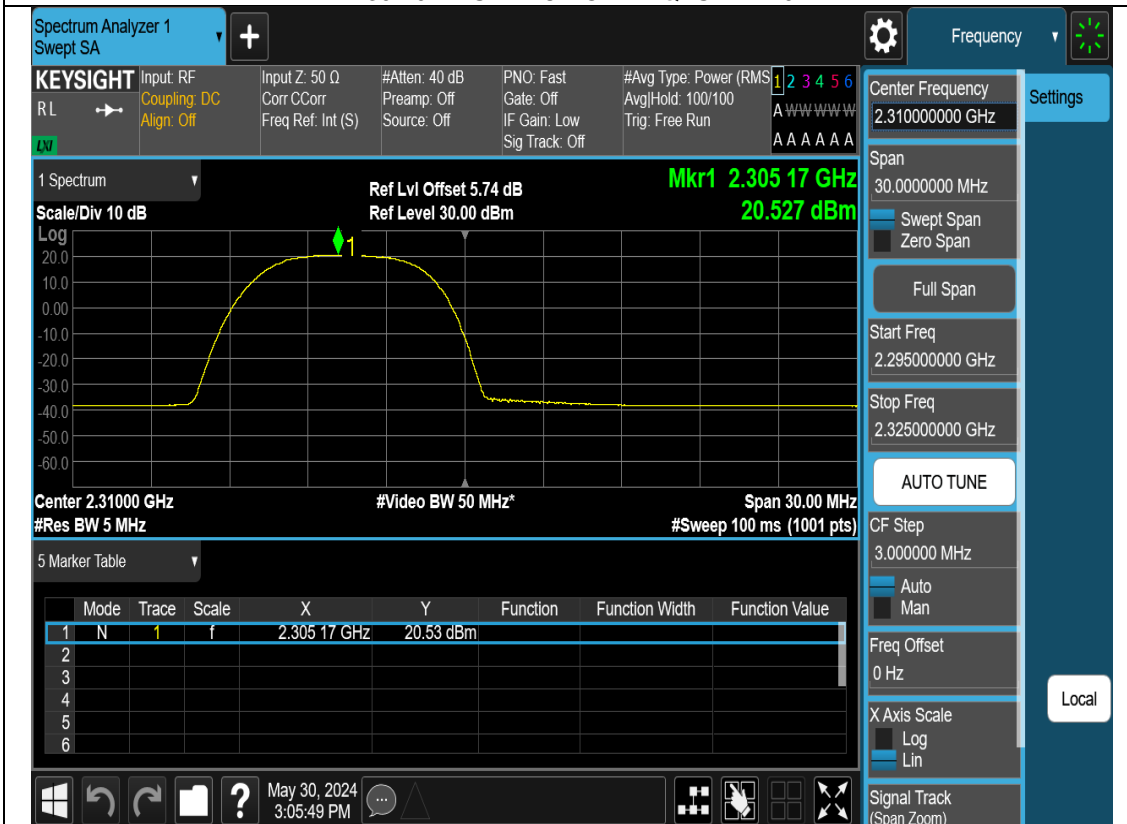 Spectrum Analyzer 1
Swept SA
+
Frequency
KEYSIGHT
RL
LXI
Input: RF
Coupling: DC
Align: Off
Input Z: 50 Ω
Corr CCorr
Freq Ref: Int (S)
#Atten: 40 dB
Preamp: Off
Source: Off
PNO: Fast
Gate: Off
IF Gain: Low
Sig Track: Off
#Avg Type: Power (RMS
Avg|Hold: 100/100
Trig: Free Run
1 2 3 4 5 6
A W W W W W
A A A A A A
1 Spectrum
Scale/Div 10 dB
Ref Lvl Offset 5.74 dB
Ref Level 30.00 dBm
Mkr1 2.305 17 GHz
20.527 dBm
Log
1
20.0
10.0
0.00
-10.0
-20.0
-30.0
-40.0
-50.0
-60.0
Center 2.31000 GHz
#Video BW 50 MHz*
Span 30.00 MHz
#Res BW 5 MHz
#Sweep 100 ms (1001 pts)
5 Marker Table
Mode Trace Scale X Y Function Function Width Function Value
1 N 1 f 2.305 17 GHz 20.53 dBm
2
3
4
5
6
May 30, 2024
3:05:49 PM
Center Frequency
2.310000000 GHz
Span
30.0000000 MHz
Swept Span
Zero Span
Full Span
Start Freq
2.295000000 GHz
Stop Freq
2.325000000 GHz
AUTO TUNE
CF Step
3.000000 MHz
Auto
Man
Freq Offset
0 Hz
X Axis Scale
Log
Lin
Signal Track
(Span Zoom)
Settings
Local